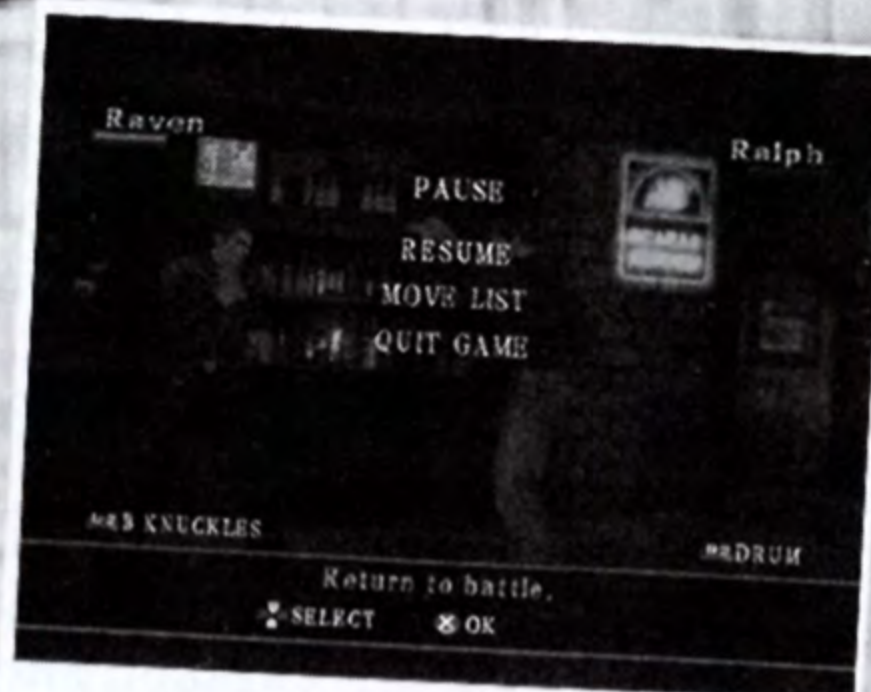 Raven
Ralph
PAUSE
RESUME
MOVE LIST
QUIT GAME
KNUCKLES
DRUM
Return to battle.
SELECT OK